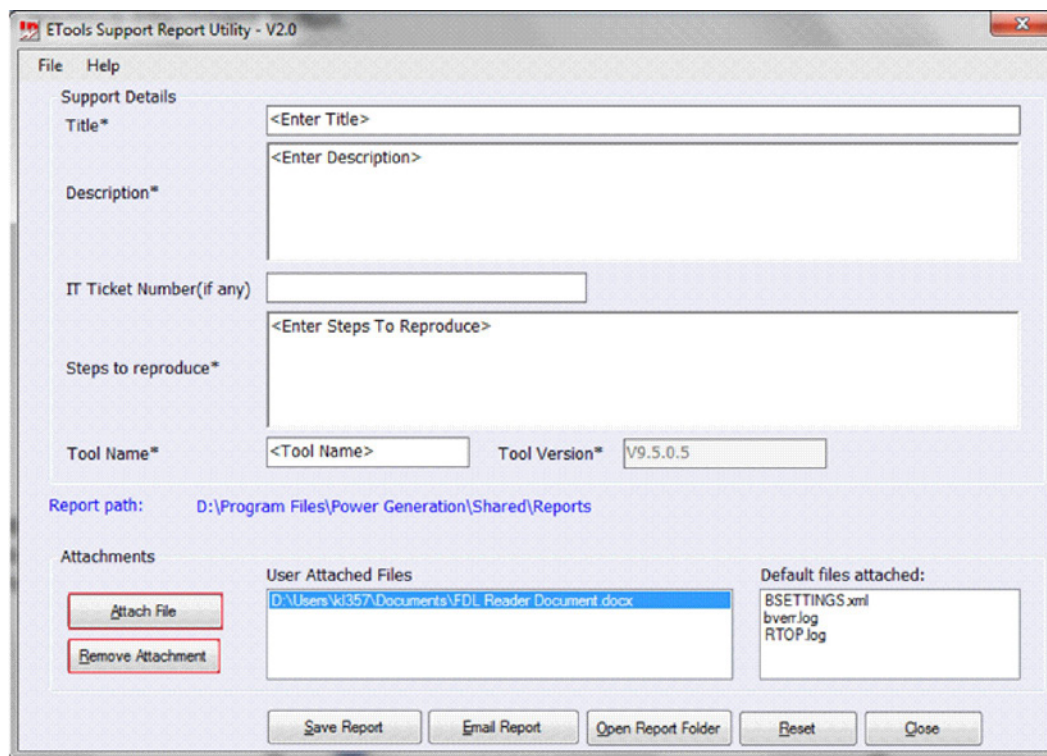 ETools Support Report Utility - V2.0
File Help
Support Details
Title*
<Enter Title>
Description*
<Enter Description>
IT Ticket Number(if any)
Steps to reproduce*
<Enter Steps To Reproduce>
Tool Name*
<Tool Name>
Tool Version*
V9.5.0.5
Report path: D:\Program Files\Power Generation\Shared\Reports
Attachments
Attach File
Remove Attachment
User Attached Files
D:\Users\kl357\Documents\FDL Reader Document.docx
Default files attached:
BSETTINGS.xml
bverr.log
RTOP.log
Save Report
Email Report
Open Report Folder
Reset
Close